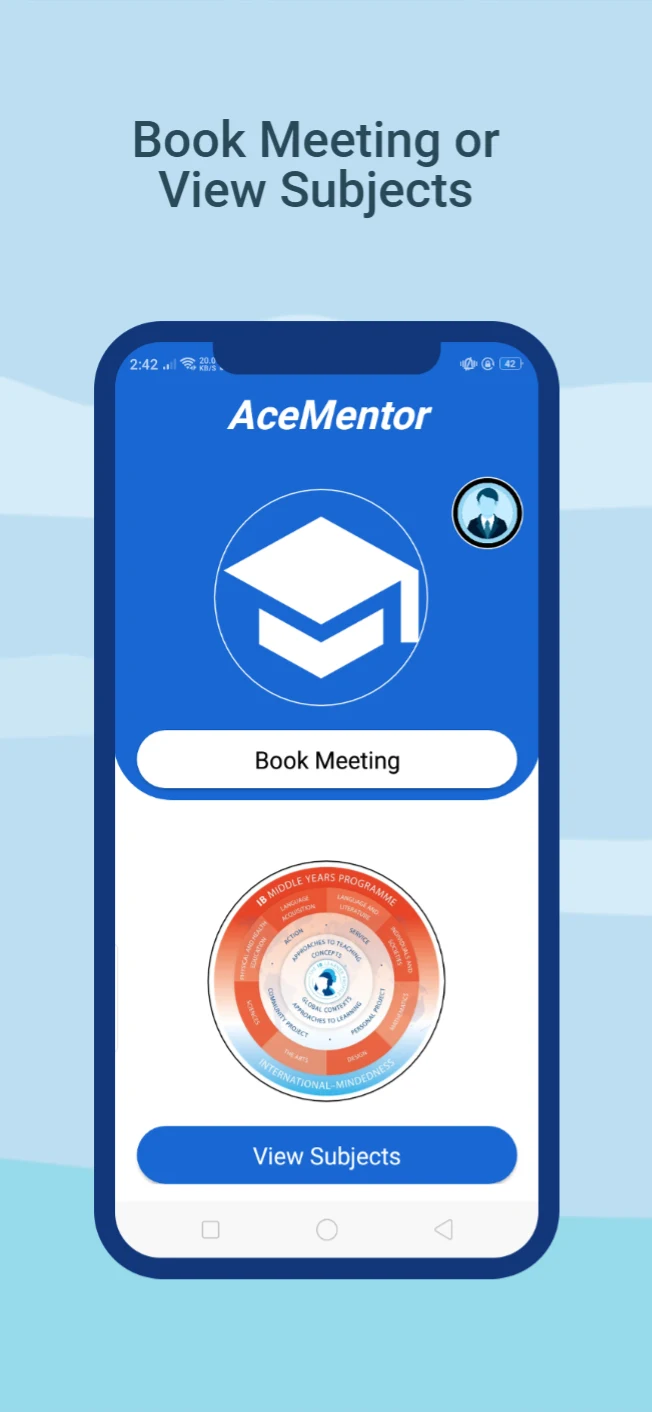 Book Meeting or
View Subjects
2:42
20.0
KB/S
42
AceMentor
Book Meeting
IB MIDDLE YEARS PROGRAMME
LANGUAGE
ACQUISITION
LANGUAGE AND
LITERATURE
PHYSICAL AND HEALTH
EDUCATION
INDIVIDUALS AND
SOCIETIES
ACTION
SERVICE
APPROACHES TO TEACHING
CONCEPTS
GLOBAL CONTEXTS
APPROACHES TO LEARNING
COMMUNITY PROJECT
PERSONAL PROJECT
SCIENCES
MATHEMATICS
THE ARTS
DESIGN
INTERNATIONAL-MINDEDNESS
View Subjects